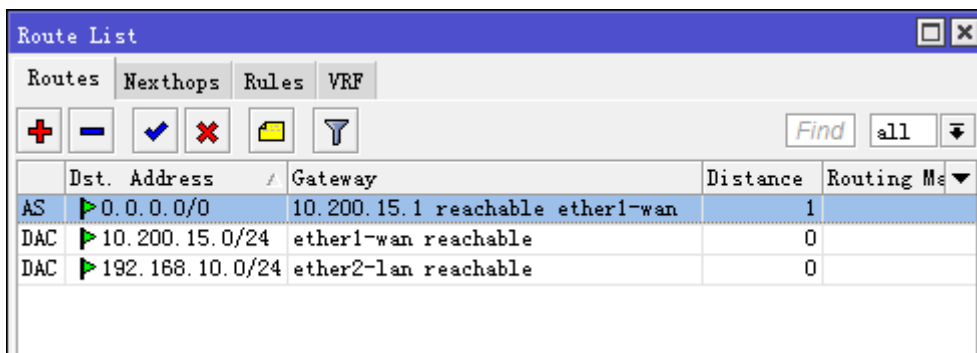 Route List
Routes Nexthops Rules VRF
Find all
Dst. Address Gateway Distance Routing Ma
AS 0.0.0.0/0 10.200.15.1 reachable ether1-wan 1
DAC 10.200.15.0/24 ether1-wan reachable 0
DAC 192.168.10.0/24 ether2-lan reachable 0